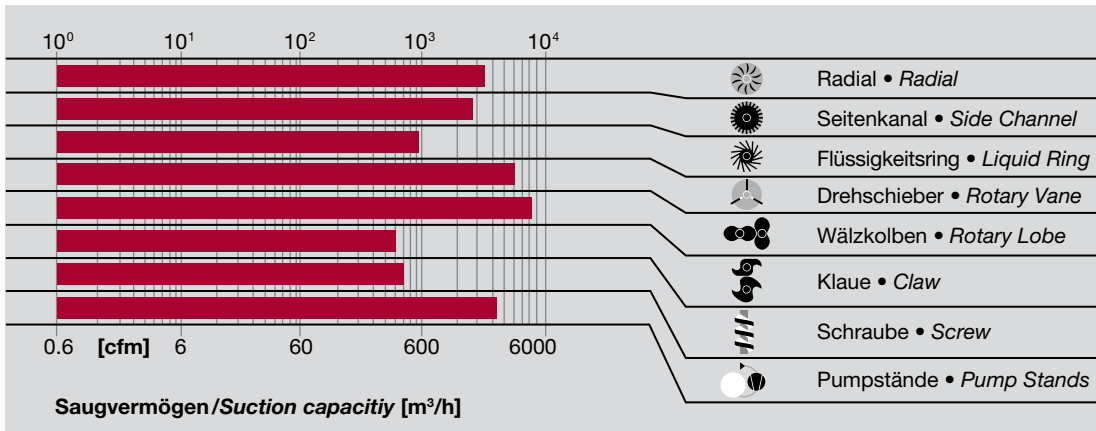 10⁰ 10¹ 10² 10³ 10⁴
Radial • Radial
Seitenkanal • Side Channel
Flüssigkeitsring • Liquid Ring
Drehschieber • Rotary Vane
Wälzkolben • Rotary Lobe
Klaue • Claw
Schraube • Screw
Pumpstände • Pump Stands
0.6 [cfm] 6 60 600 6000
Saugvermögen/Suction capacitiy [m³/h]